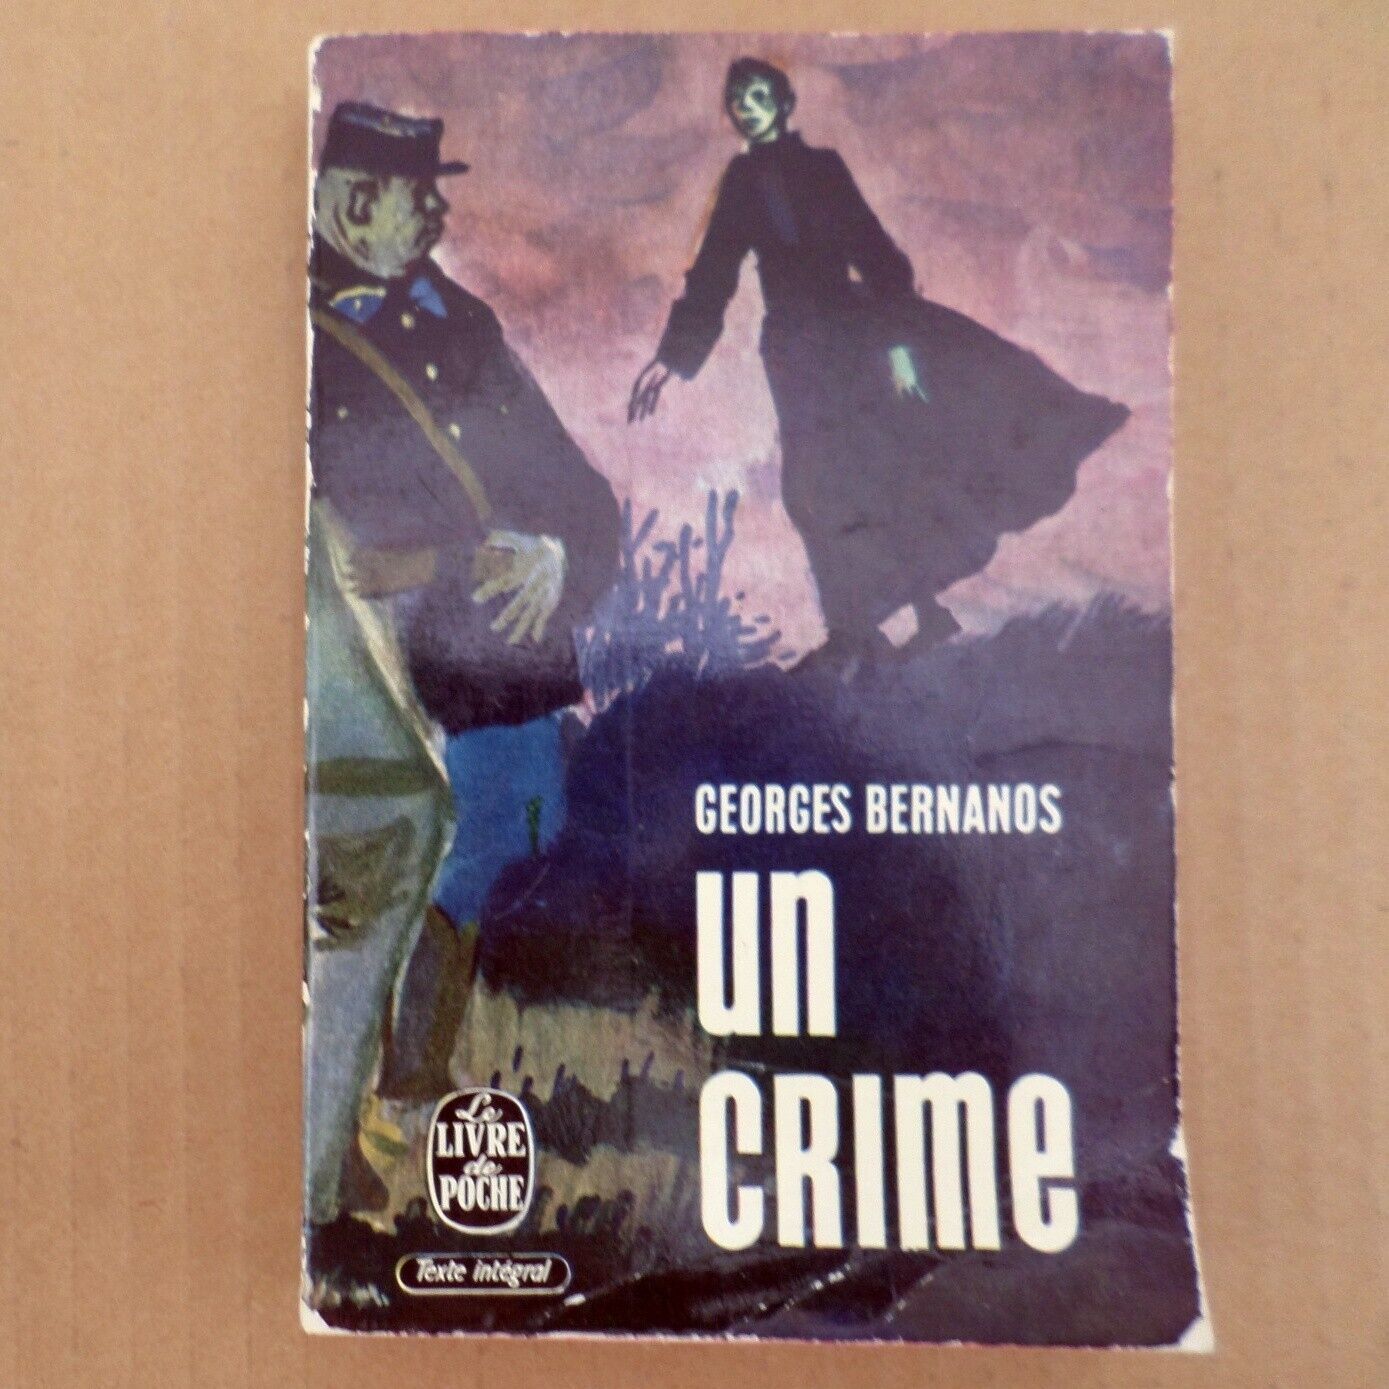 GEORGES BERNANOS
un
CRIME
Le
LIVRE
de
POCHE
Texte intégral